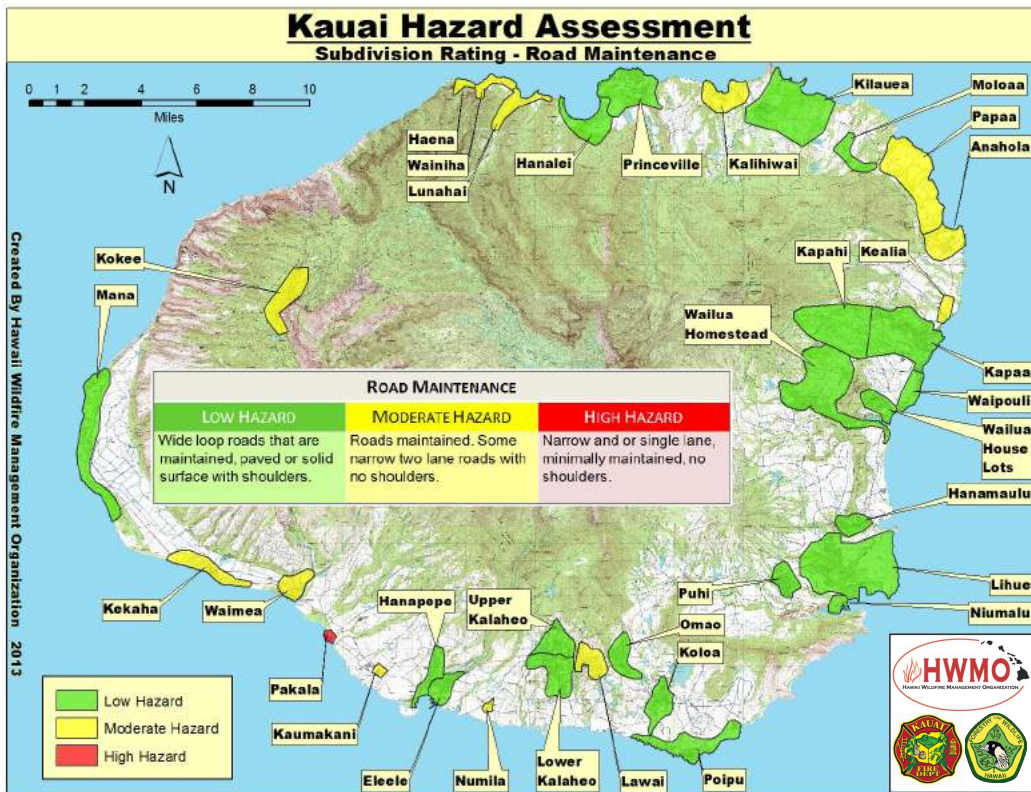 Kauai Hazard Assessment
Subdivision Rating - Road Maintenance
0 2 4 6 8 10
Miles
N
Kilauea
Moloaa
Papaa
Anahola
Haena
Wainiha
Lunahai
Hanalei
Princeville
Kalihiwai
Kokee
Mana
Kapahi
Kealia
Wailua
Homestead
Kapaa
Waipouli
Wailua
House
Lots
Hanamaulu
Lihue
Niumalu
Puhi
ROAD MAINTENANCE
LOW HAZARD
Wide loop roads that are
maintained, paved or solid
surface with shoulders.
MODERATE HAZARD
Roads maintained. Some
narrow two lane roads with
no shoulders.
HIGH HAZARD
Narrow and or single lane,
minimally maintained, no
shoulders.
Created By Hawaii Wildfire Management Organization 2013
Kekaha
Waimea
Hanapepe
Upper
Kalaheo
Omao
Koloa
Pakala
Kaumakani
Eleele
Numila
Lower
Kalaheo
Lawai
Poipu
Low Hazard
Moderate Hazard
High Hazard
HWMO
HAWAII WILDFIRE MANAGEMENT ORGANIZATION
KAUAI
FIRE
DEPT
FORESTRY AND WILDLIFE
HAWAII